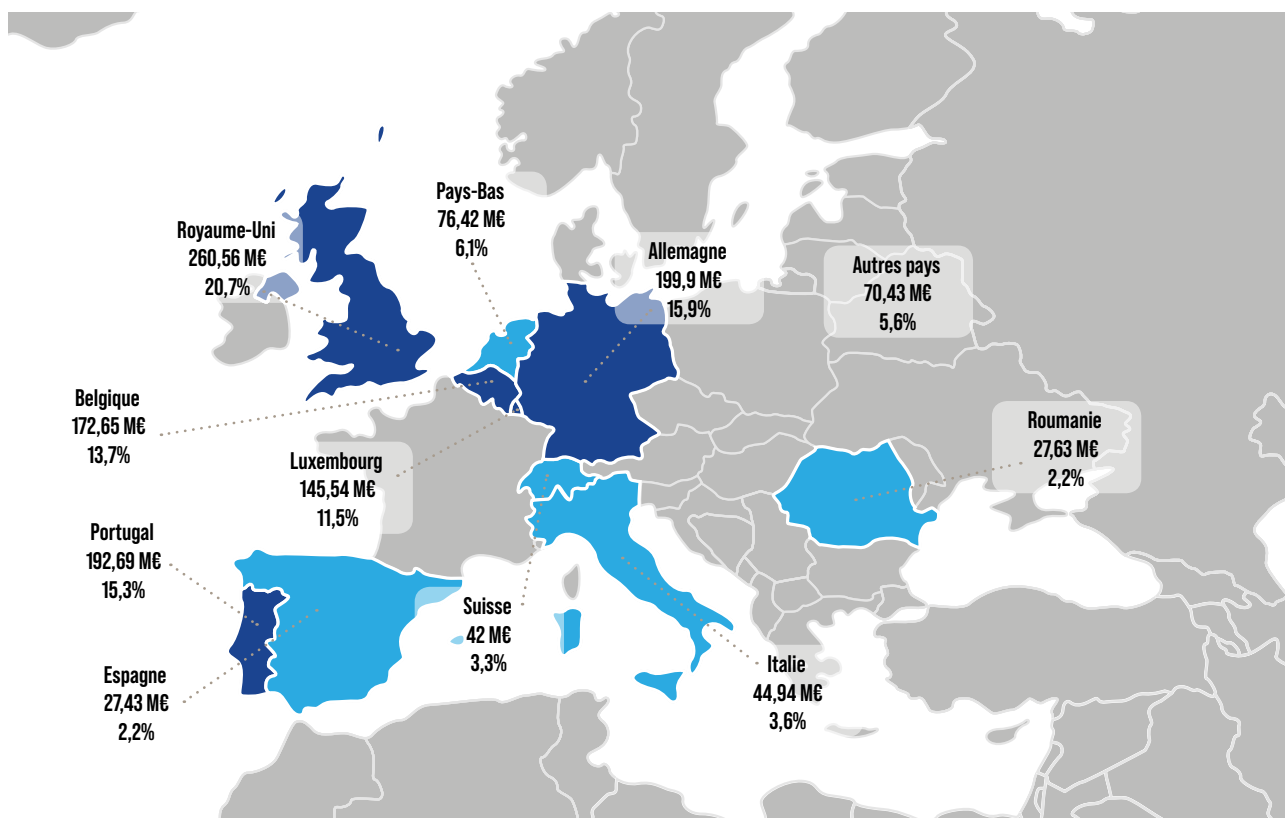 Pays-Bas
76,42 M€
6,1%
Royaume-Uni
260,56 M€
20,7%
Allemagne
199,9 M€
15,9%
Autres pays
70,43 M€
5,6%
Belgique
172,65 M€
13,7%
Roumanie
27,63 M€
2,2%
Luxembourg
145,54 M€
11,5%
Portugal
192,69 M€
15,3%
Suisse
42 M€
3,3%
Espagne
27,43 M€
2,2%
Italie
44,94 M€
3,6%